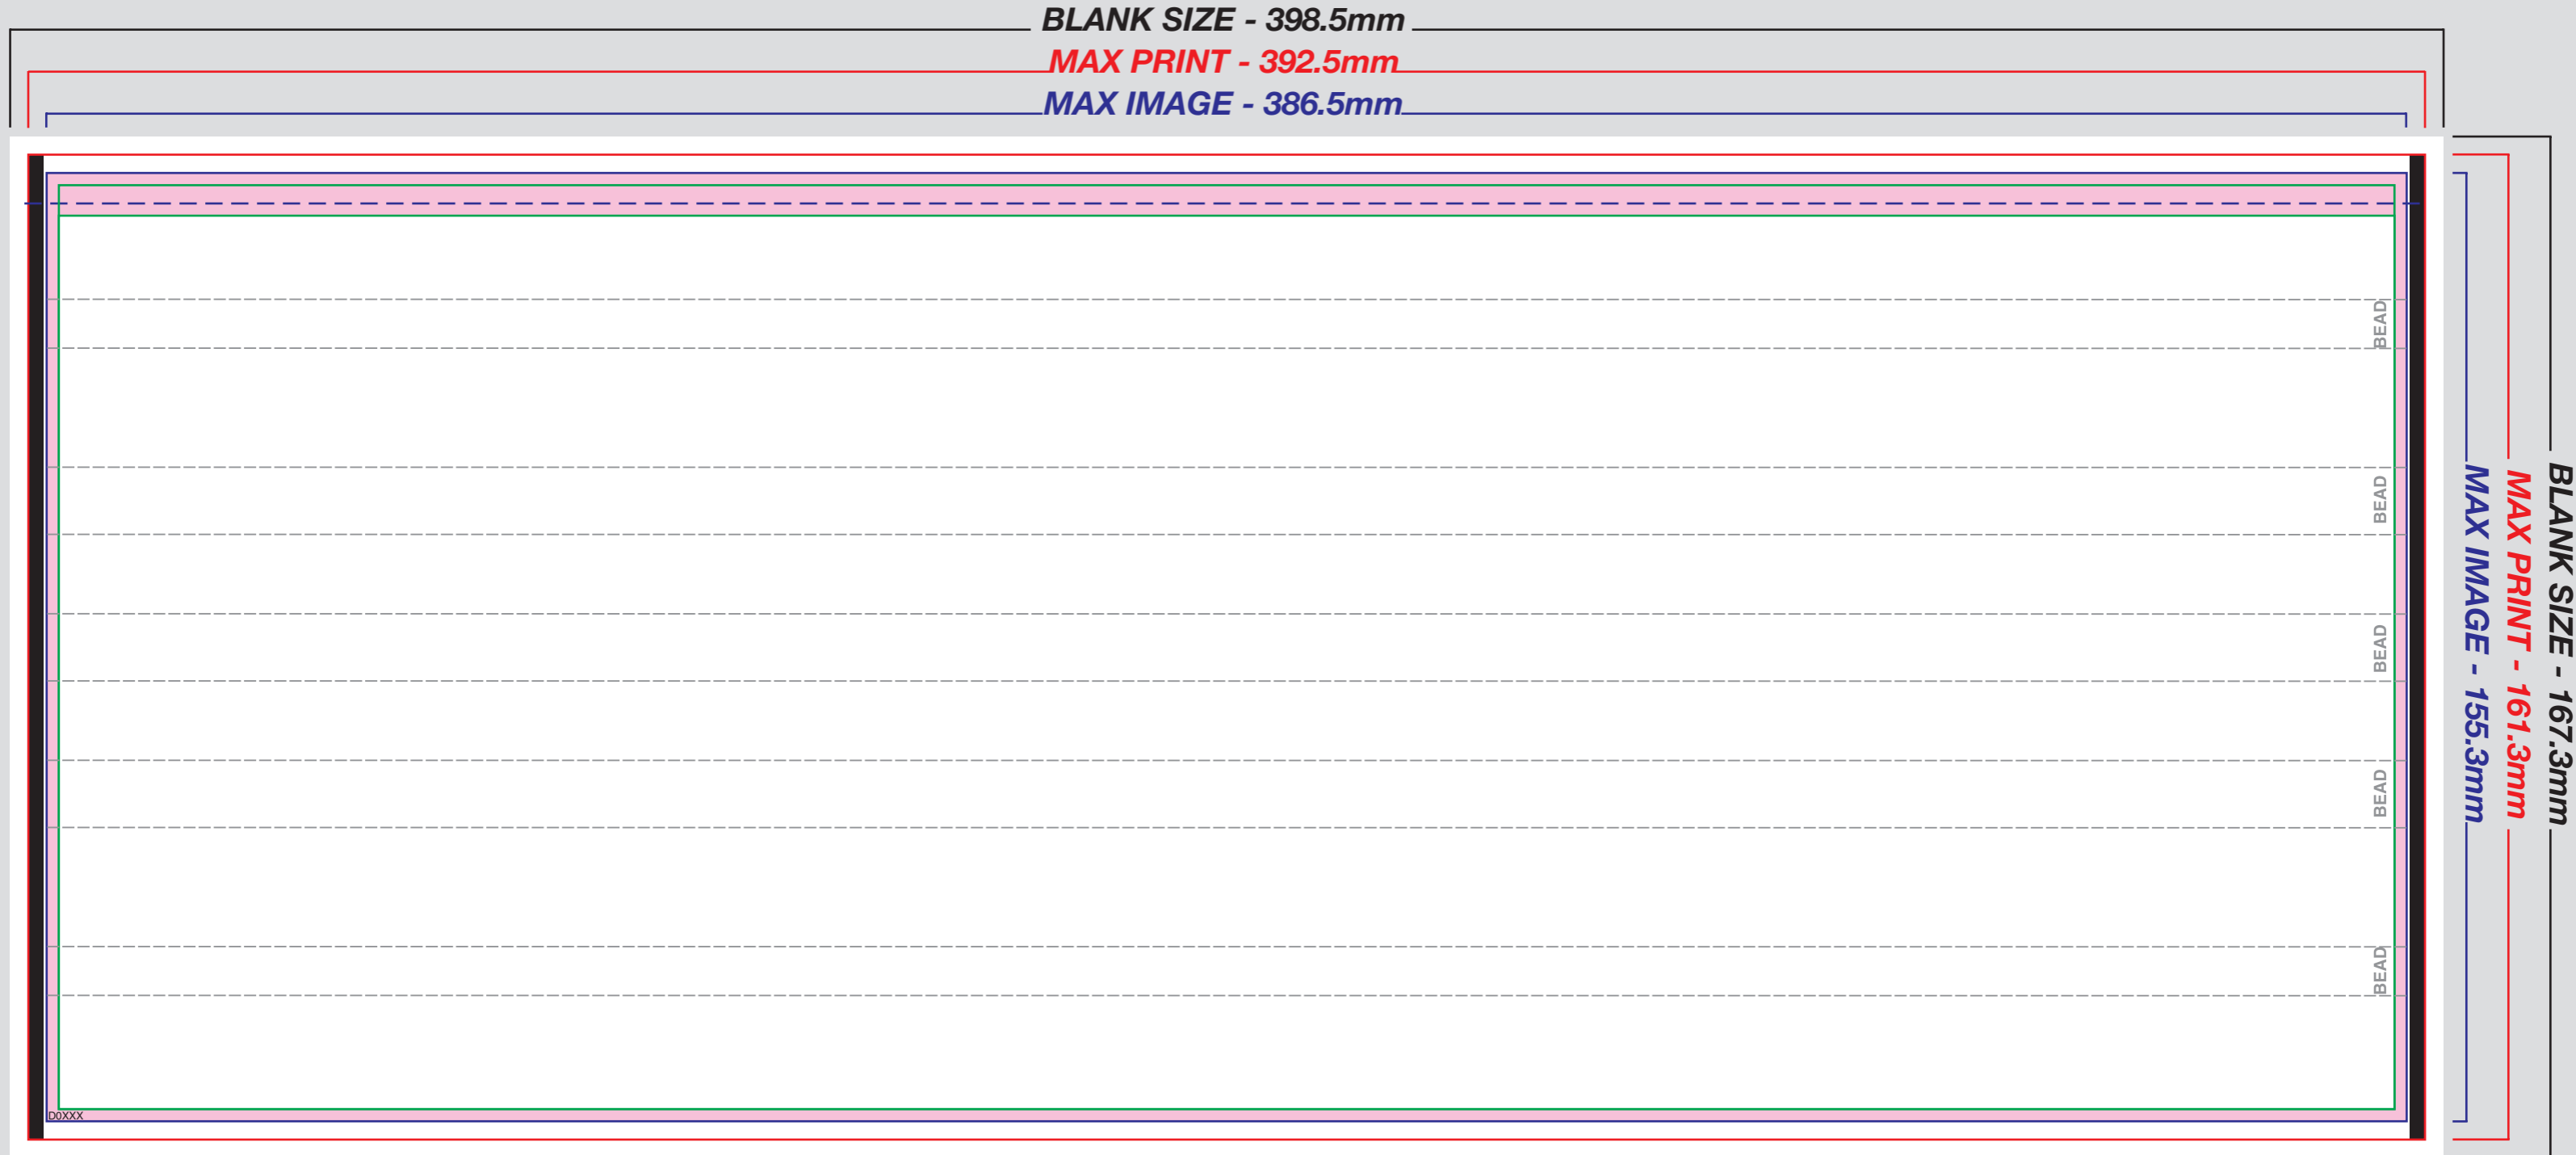 BLANK SIZE - 398.5mm
MAX PRINT - 392.5mm
MAX IMAGE - 386.5mm
BEAD
BEAD
BEAD
BEAD
BEAD
D0XXX
MAX IMAGE - 155.3mm
MAX PRINT - 161.3mm
BLANK SIZE - 167.3mm